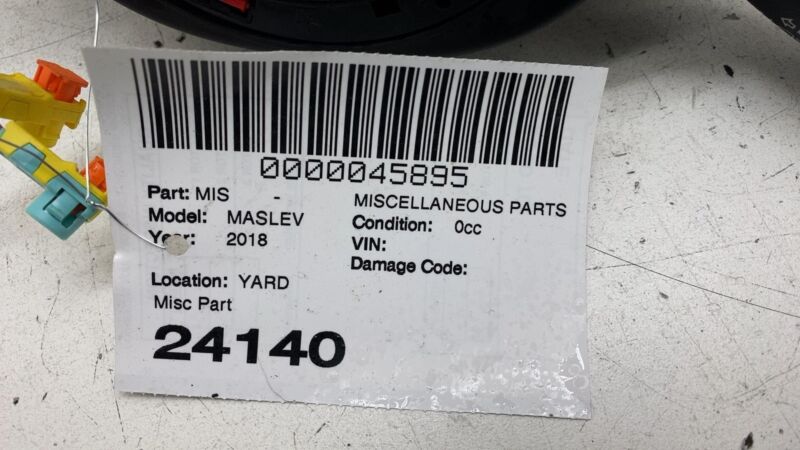 0000045895
Part: MIS - MISCELLANEOUS PARTS
Model: MASLEV Condition: 0cc
Year: 2018 VIN:
Damage Code:
Location: YARD
Misc Part
24140